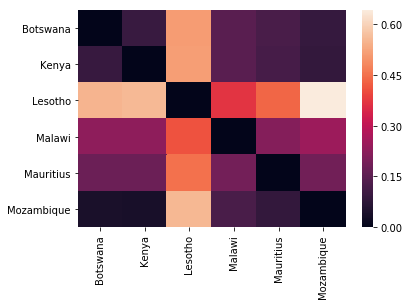 Botswana
Kenya
Lesotho
Malawi
Mauritius
Mozambique
0.60
0.45
0.30
0.15
0.00
Botswana
Kenya
Lesotho
Malawi
Mauritius
Mozambique